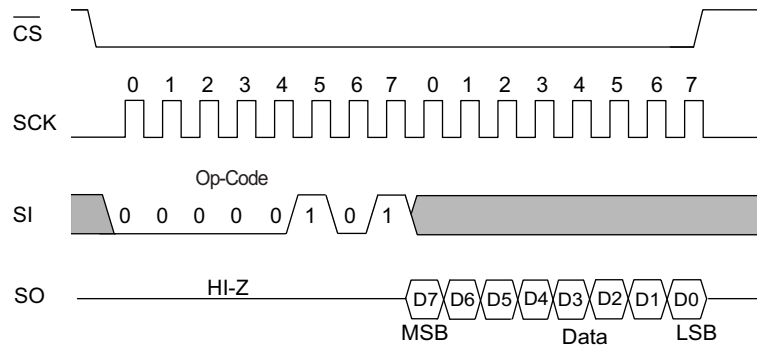 CS
0 1 2 3 4 5 6 7 0 1 2 3 4 5 6 7
SCK
Op-Code
SI 0 0 0 0 0 1 0 1
HI-Z
SO D7 D6 D5 D4 D3 D2 D1 D0
MSB Data LSB